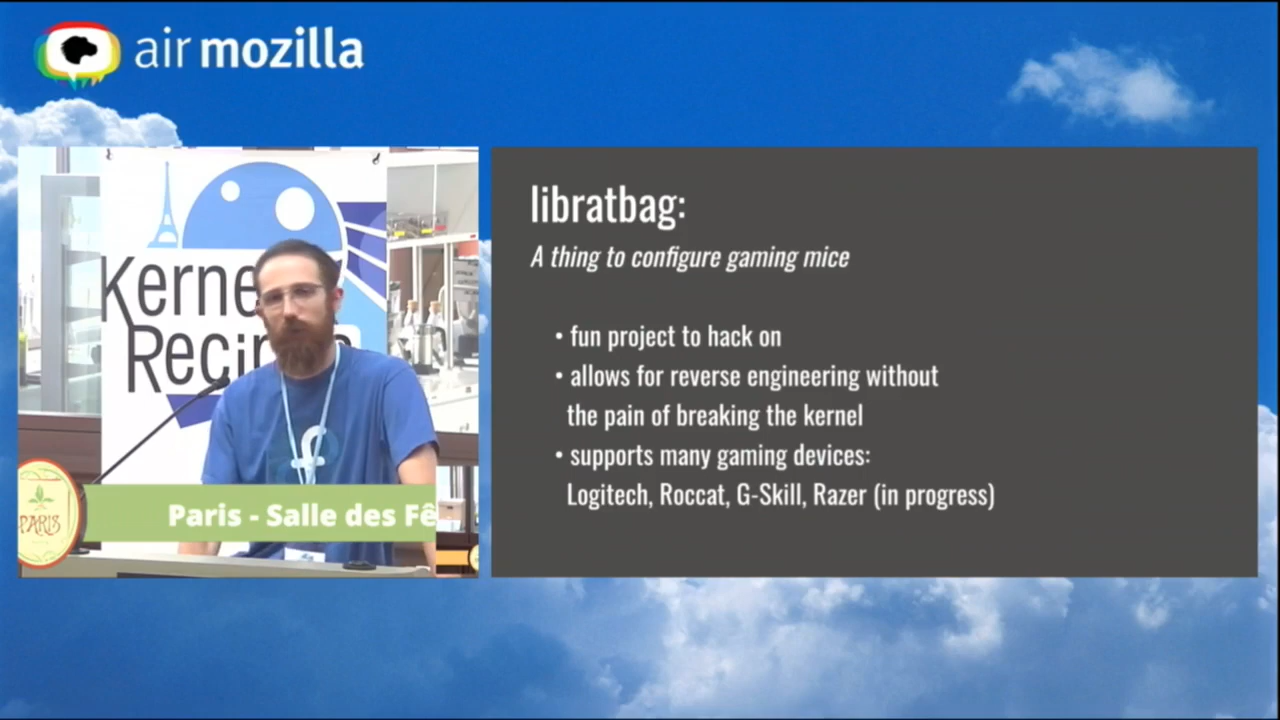 air mozilla
Kerne
Reci
PARIS
Paris - Salle des Fê
libratbag:
A thing to configure gaming mice
• fun project to hack on
• allows for reverse engineering without
the pain of breaking the kernel
• supports many gaming devices:
Logitech, Roccat, G-Skill, Razer (in progress)